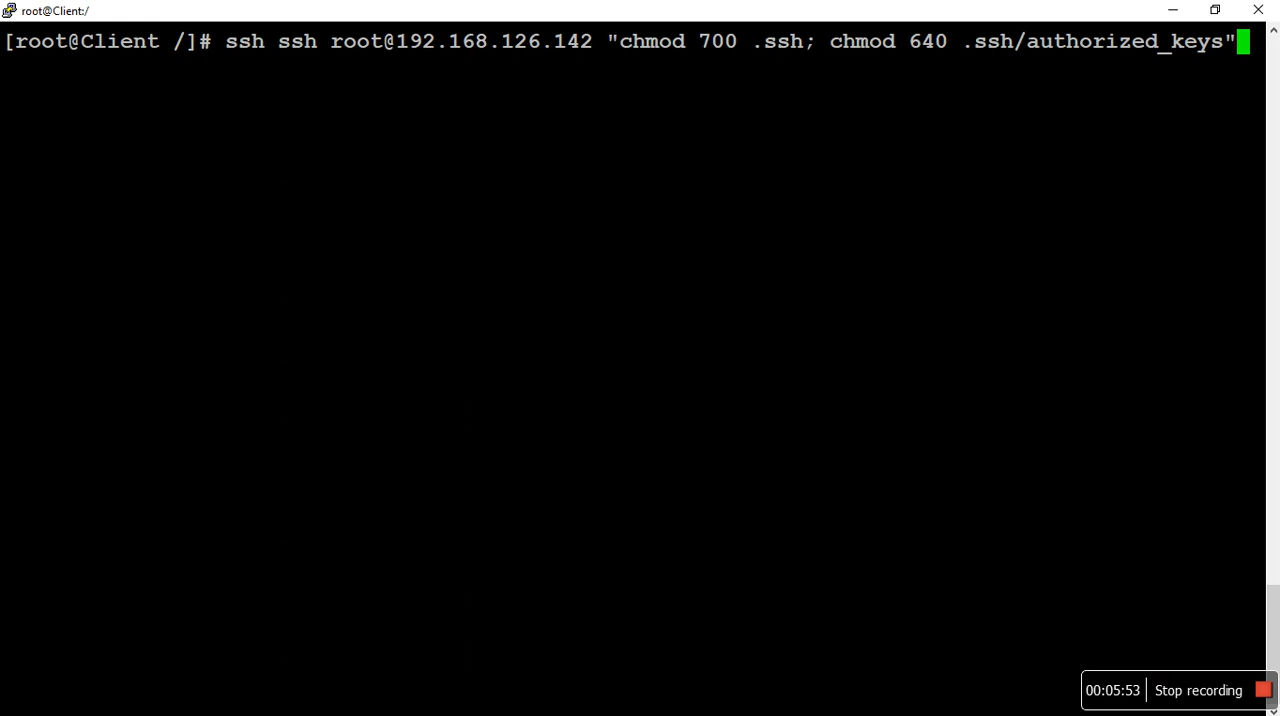 root@Client:/
[root@Client /]# ssh ssh root@192.168.126.142 "chmod 700 .ssh; chmod 640 .ssh/authorized_keys"
00:05:53 Stop recording